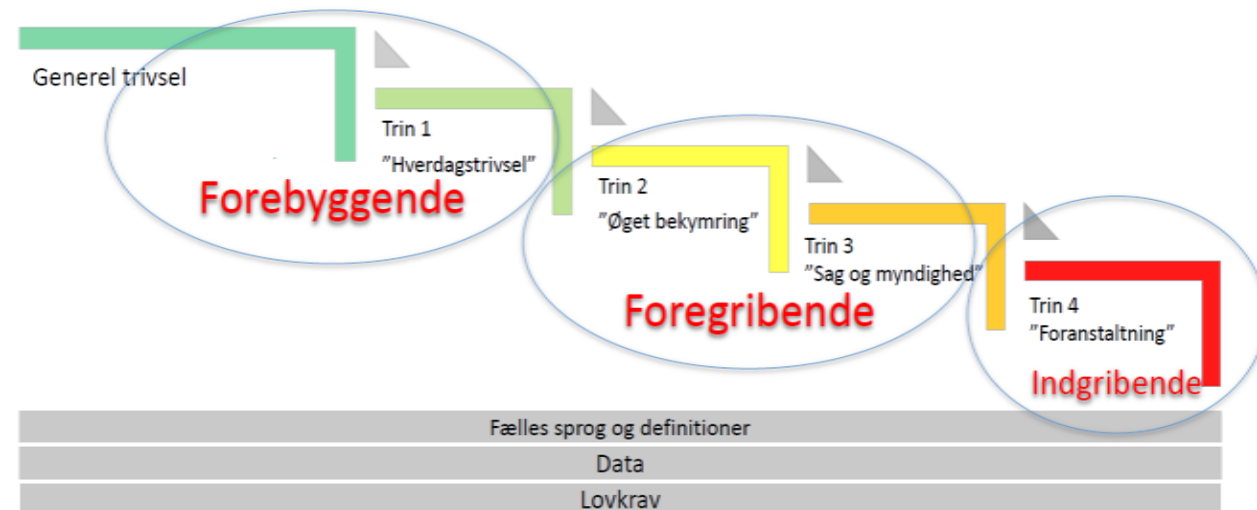 Generel trivsel
Trin 1
"Hverdagstrivsel"
Forebyggende
Trin 2
"Øget bekymring"
Trin 3
"Sag og myndighed"
Foregribende
Trin 4
"Foranstaltning"
Indgribende
Fælles sprog og definitioner
Data
Lovkrav